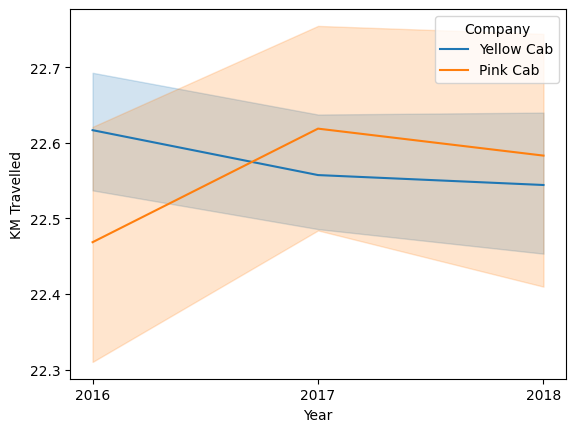 Company
Yellow Cab
Pink Cab
KM Travelled
22.7
22.6
22.5
22.4
22.3
2016 2017 2018
Year